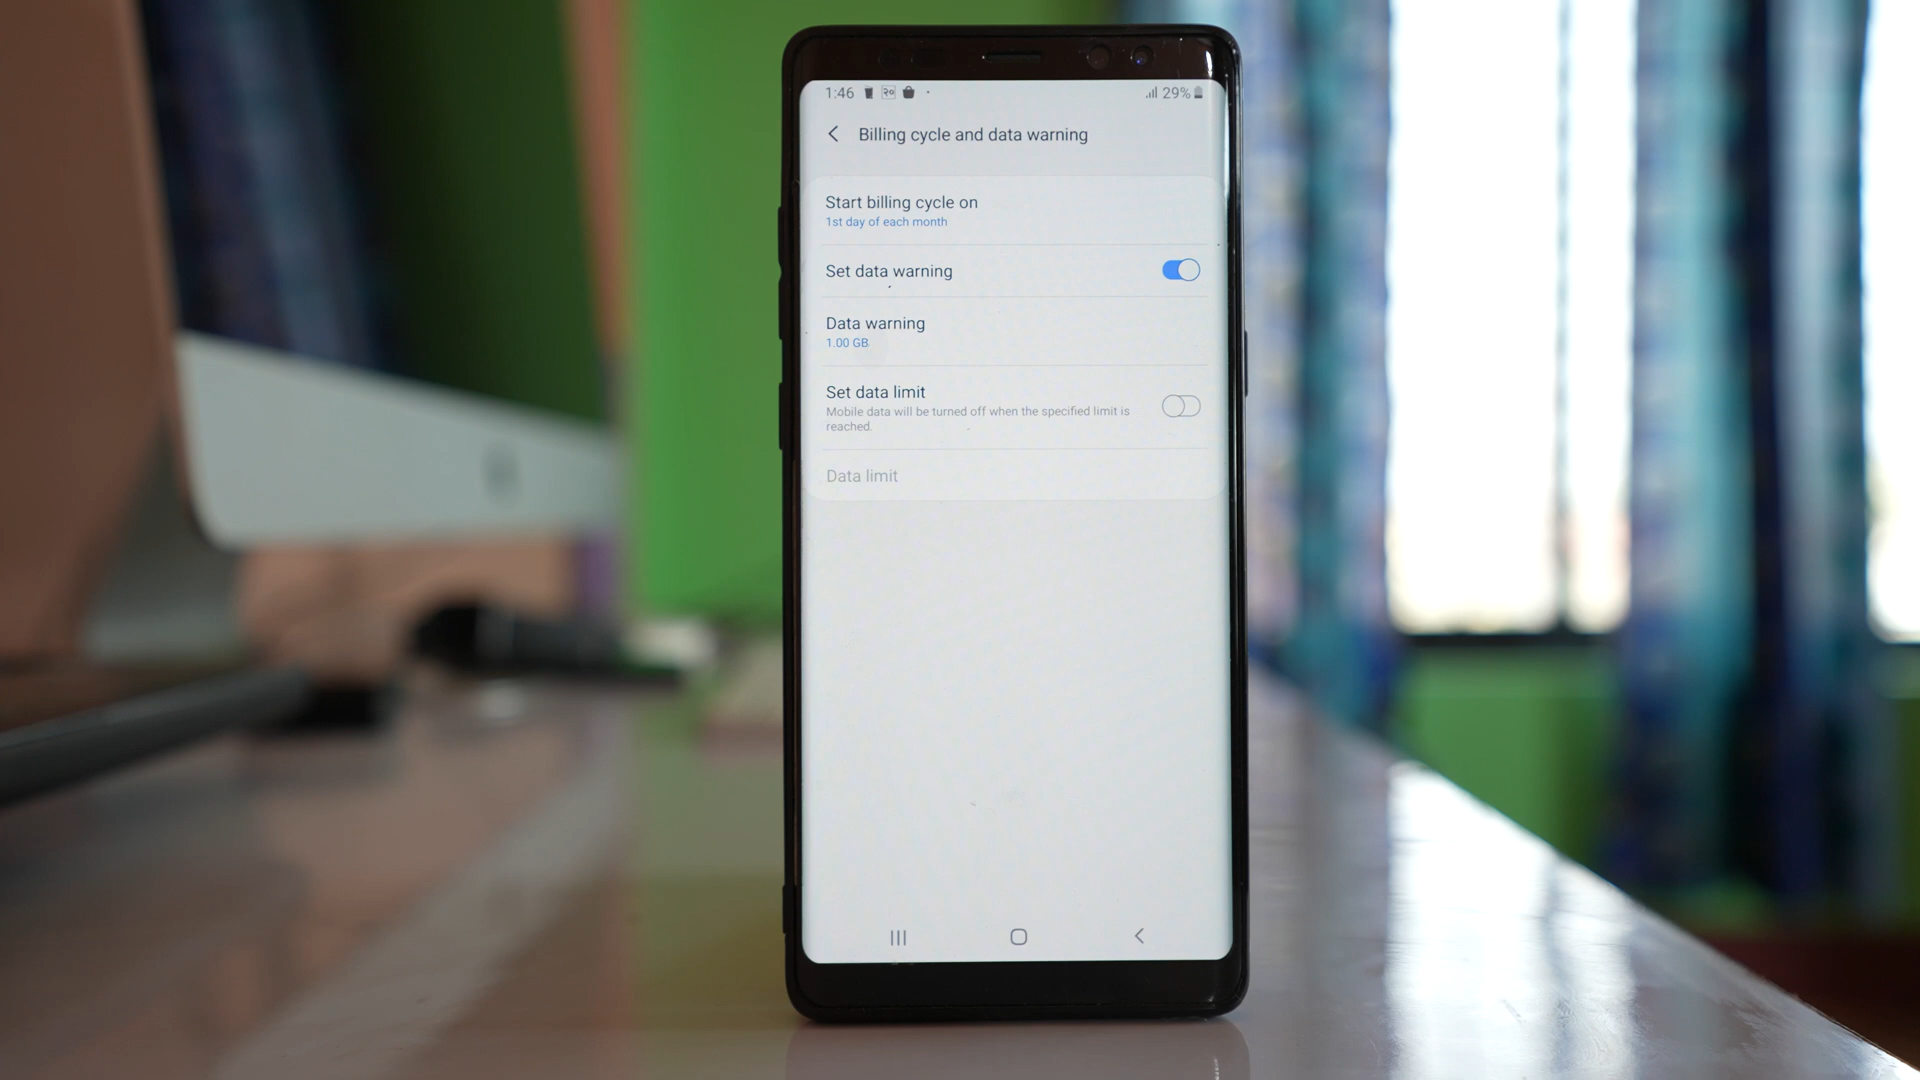 1:46 29%
Billing cycle and data warning
Start billing cycle on
1st day of each month
Set data warning
Data warning
1.00 GB
Set data limit
Mobile data will be turned off when the specified limit is
reached.
Data limit